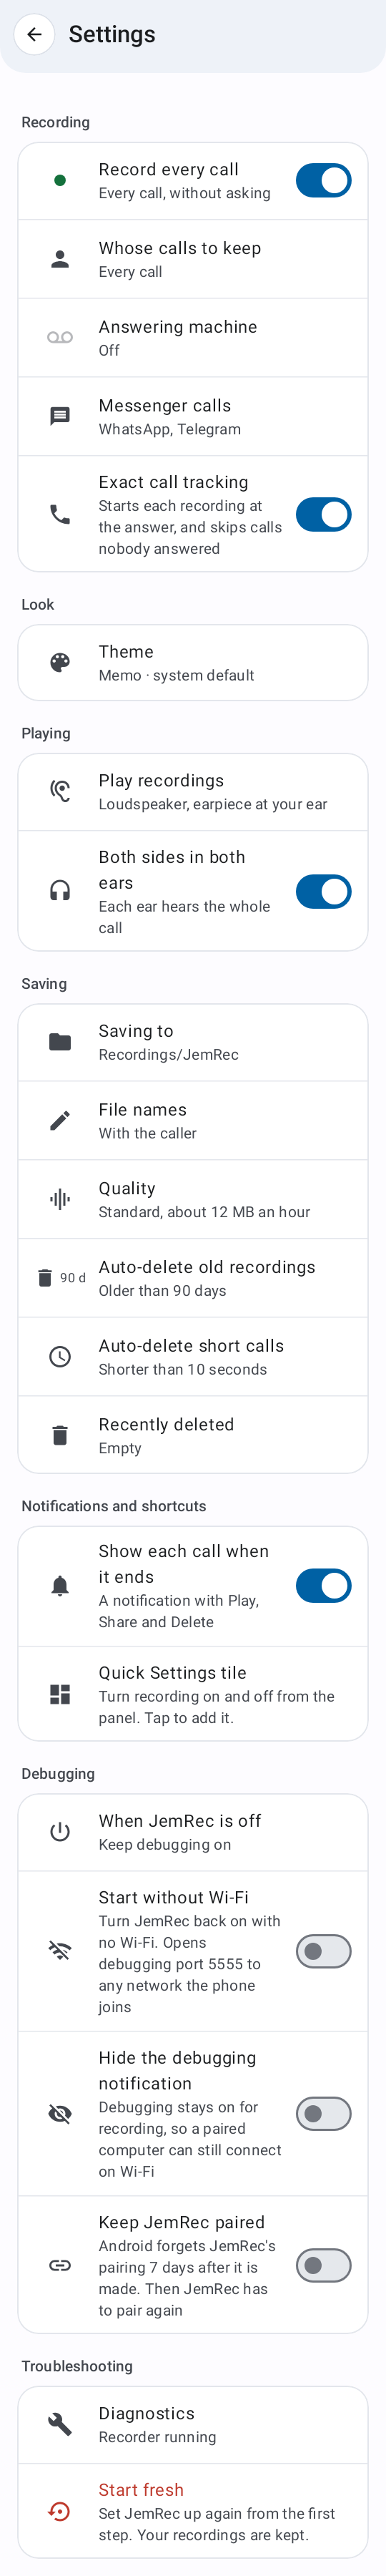 Settings
Recording
Record every call
Every call, without asking
Whose calls to keep
Every call
Answering machine
Off
Messenger calls
WhatsApp, Telegram
Exact call tracking
Starts each recording at
the answer, and skips calls
nobody answered
Look
Theme
Memo · system default
Playing
Play recordings
Loudspeaker, earpiece at your ear
Both sides in both
ears
Each ear hears the whole
call
Saving
Saving to
Recordings/JemRec
File names
With the caller
Quality
Standard, about 12 MB an hour
90 d
Auto-delete old recordings
Older than 90 days
Auto-delete short calls
Shorter than 10 seconds
Recently deleted
Empty
Notifications and shortcuts
Show each call when
it ends
A notification with Play,
Share and Delete
Quick Settings tile
Turn recording on and off from the
panel. Tap to add it.
Debugging
When JemRec is off
Keep debugging on
Start without Wi-Fi
Turn JemRec back on with
no Wi-Fi. Opens
debugging port 5555 to
any network the phone
joins
Hide the debugging
notification
Debugging stays on for
recording, so a paired
computer can still connect
on Wi-Fi
Keep JemRec paired
Android forgets JemRec's
pairing 7 days after it is
made. Then JemRec has
to pair again
Troubleshooting
Diagnostics
Recorder running
Start fresh
Set JemRec up again from the first
step. Your recordings are kept.